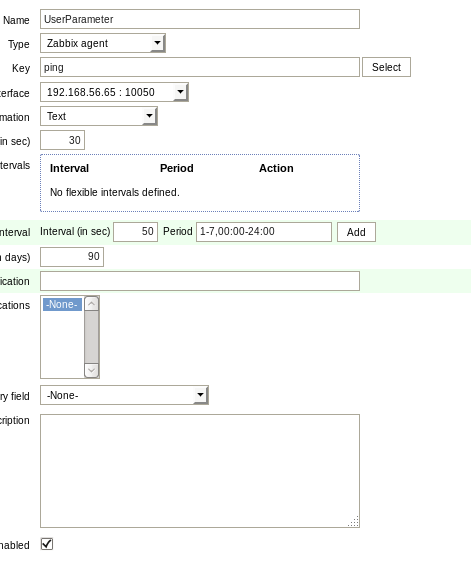 Name UserParameter
Type Zabbix agent
Key ping Select
terface 192.168.56.65 : 10050
mation Text
in sec) 30
tervals Interval Period Action
No flexible intervals defined.
nterval Interval (in sec) 50 Period 1-7,00:00-24:00 Add
n days) 90
ication
cations -None-
ry field -None-
cription
nabled